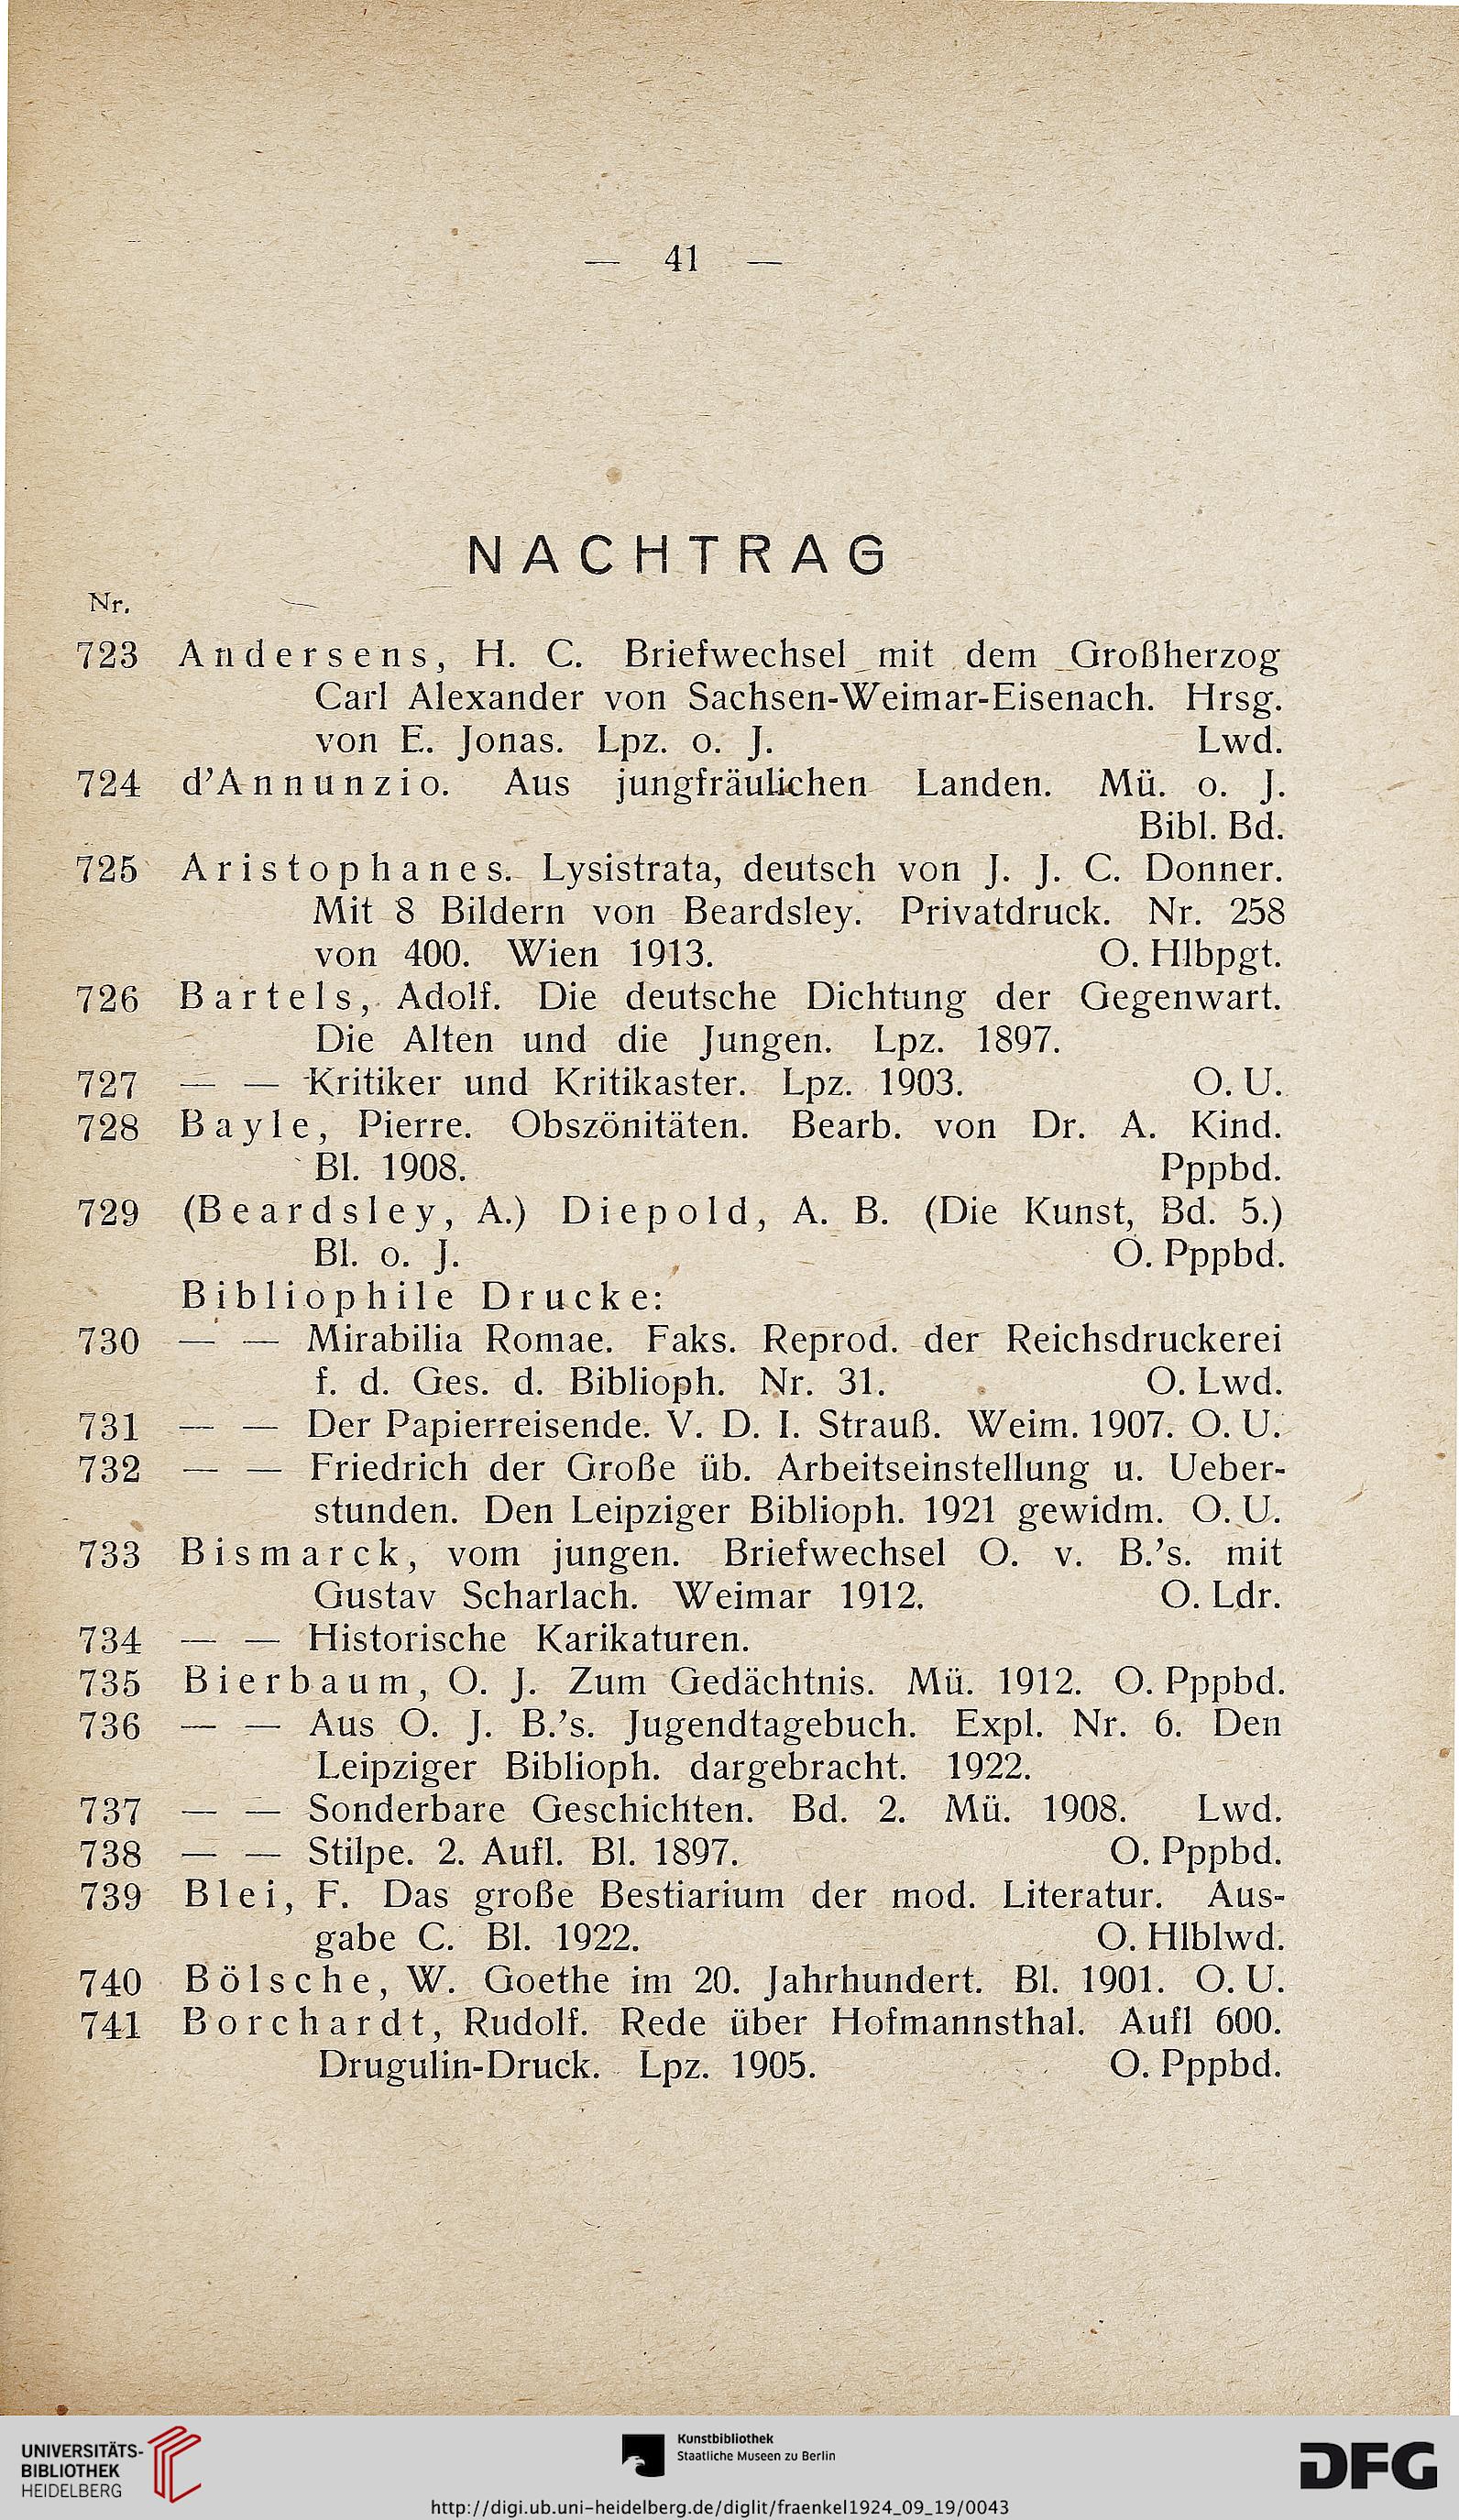 — 41 —
NACHTRAG
Nr.
723 Andersens, H. C. Briefwechsel mit dem Großherzog
Carl Alexander von Sachsen-Weimar-Eisenach. Hrsg.
von E. Jonas. Lpz. o. J. Lwd.
724 d'Annunzio. Aus jungfräulichen Landen. Mü. o. J.
Bibl. Bd.
725 Aristophanes. Lysistrata, deutsch von J. J. C. Donner.
Mit 8 Bildern von Beardsley. Privatdruck. Nr. 258
von 400. Wien 1913. O. Hlbpgt.
726 Bartels, Adolf. Die deutsche Dichtung der Gegenwart.
Die Alten und die Jungen. Lpz. 1897.
727 — — Kritiker und Kritikaster. Lpz. 1903. O. U.
728 Bayle, Pierre. Obszönitäten. Bearb. von Dr. A. Kind.
Bl. 1908. Pppbd.
729 (Beardsley, A.) Diepold, A. B. (Die Kunst, Bd. 5.)
Bl. o. J. O. Pppbd.
Bibliophile Drucke:
730 — — Mirabilia Romae. Faks. Reprod. der Reichsdruckerei
f. d. Ges. d. Biblioph. Nr. 31. O. Lwd.
731 — — Der Papierreisende. V. D. I. Strauß. Weim. 1907. O. U.
732 — — Friedrich der Große üb. Arbeitseinstellung u. Ueber-
stunden. Den Leipziger Biblioph. 1921 gewidm. O. U.
733 Bismarck, vom jungen. Briefwechsel O. v. B.'s. mit
Gustav Scharlach. Weimar 1912. O. Ldr.
734 — — Historische Karikaturen.
735 Bierbaum, O. J. Zum Gedächtnis. Mü. 1912. O. Pppbd.
736 — — Aus O. J. B.'s. Jugendtagebuch. Expl. Nr. 6. Den
Leipziger Biblioph. dargebracht. 1922.
737 — — Sonderbare Geschichten. Bd. 2. Mü. 1908. Lwd.
738 — — Stilpe. 2. Aufl. Bl. 1897. O. Pppbd.
739 Blei, F. Das große Bestiarium der mod. Literatur. Aus-
gabe C. Bl. 1922. O. Hlblwd.
740 Bölsche, W. Goethe im 20. Jahrhundert. Bl. 1901. O. U.
741 Borchardt, Rudolf. Rede über Hofmannsthal. Aufl 600.
Drugulin-Druck. Lpz. 1905. O. Pppbd.
UNIVERSITÄTS-
BIBLIOTHEK
HEIDELBERG
Kunstbibliothek
Staatliche Museen zu Berlin
DFG
http://digi.ub.uni-heidelberg.de/diglit/fraenkel1924_09_19/0043